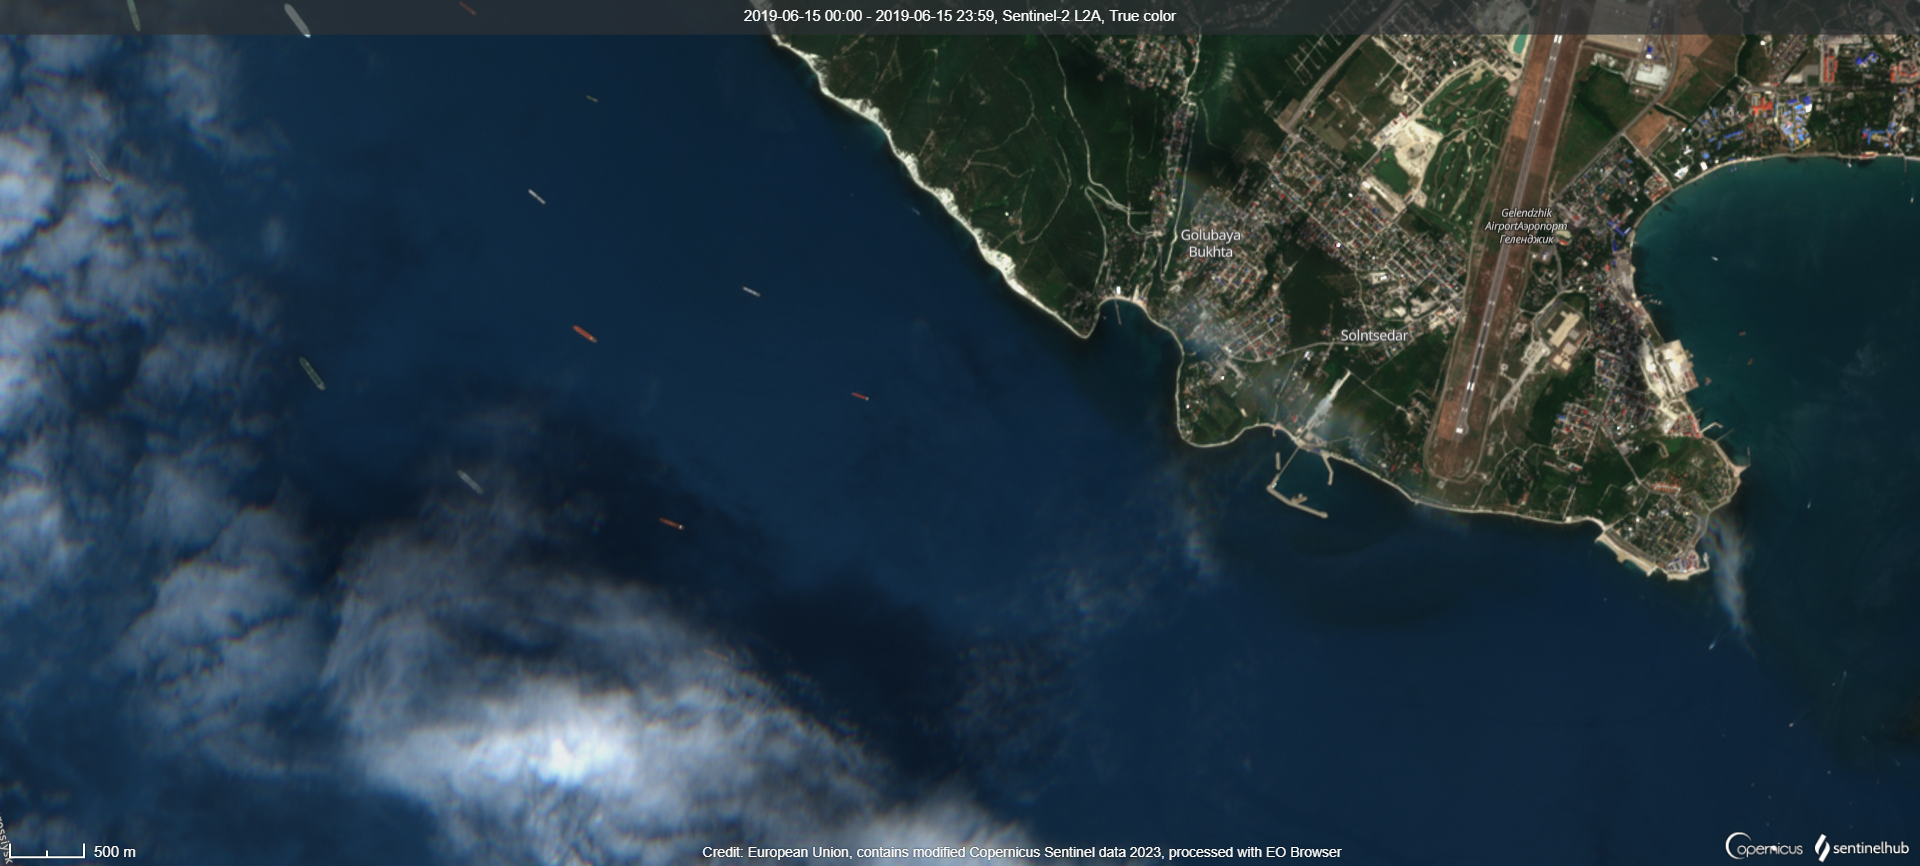 2019-06-15 00:00 - 2019-06-15 23:59, Sentinel-2 L2A, True color
Gelendzhik
AirportАэропорт
Геленджик
Golubaya
Bukhta
Solntsedar
500 m
Credit: European Union, contains modified Copernicus Sentinel data 2023, processed with EO Browser
opernicus
sentinelhub